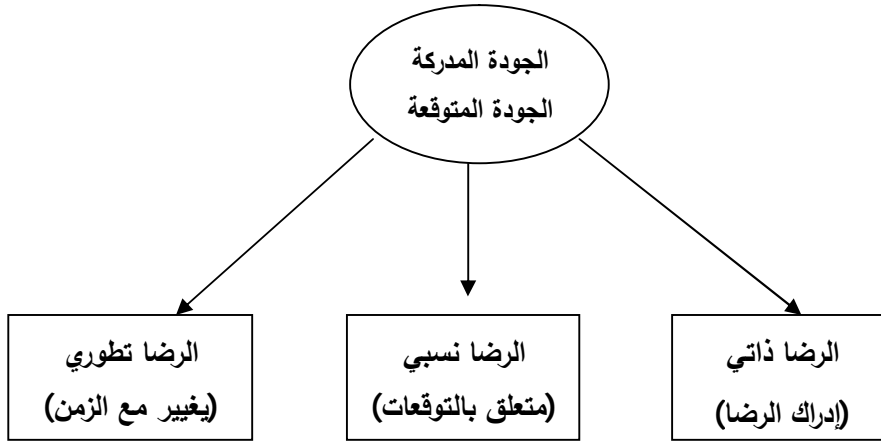 الجودة المدركة
الجودة المتوقعة
الرضا ذاتي
(إدراك الرضا)
الرضا نسبي
(متعلق بالتوقعات)
الرضا تطوري
(يغيير مع الزمن)